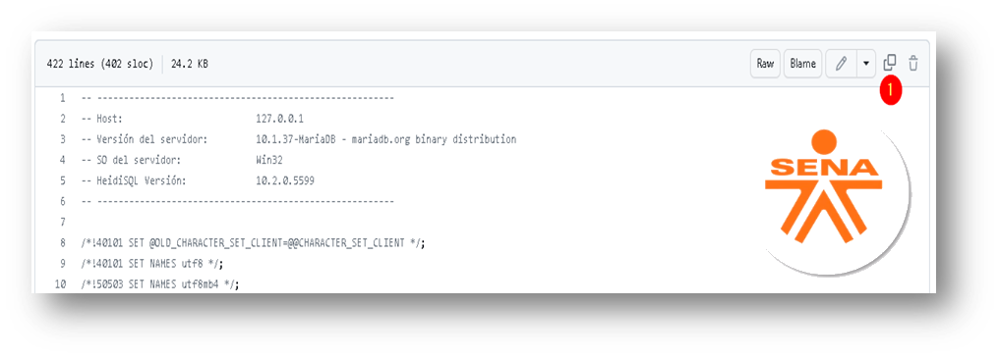 422 lines (402 sloc) 24.2 KB Raw Blame
1
1 -- --------------------------------------------------------
2 -- Host: 127.0.0.1
3 -- Versión del servidor: 10.1.37-MariaDB - mariadb.org binary distribution
4 -- SO del servidor: Win32
5 -- HeidiSQL Versión: 10.2.0.5599
6 -- --------------------------------------------------------
7
8 /*!40101 SET @OLD_CHARACTER_SET_CLIENT=@@CHARACTER_SET_CLIENT */;
9 /*!40101 SET NAMES utf8 */;
10 /*!50503 SET NAMES utf8mb4 */;
SENA